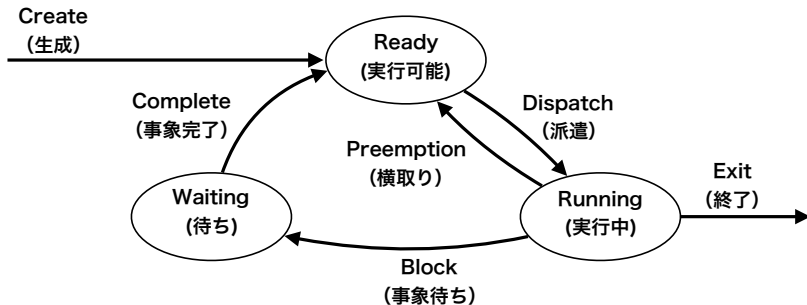 Create
（生成）
Ready
(実行可能)
Complete
（事象完了）
Dispatch
（派遣）
Preemption
（横取り）
Exit
（終了）
Waiting
(待ち)
Running
(実行中)
Block
（事象待ち）